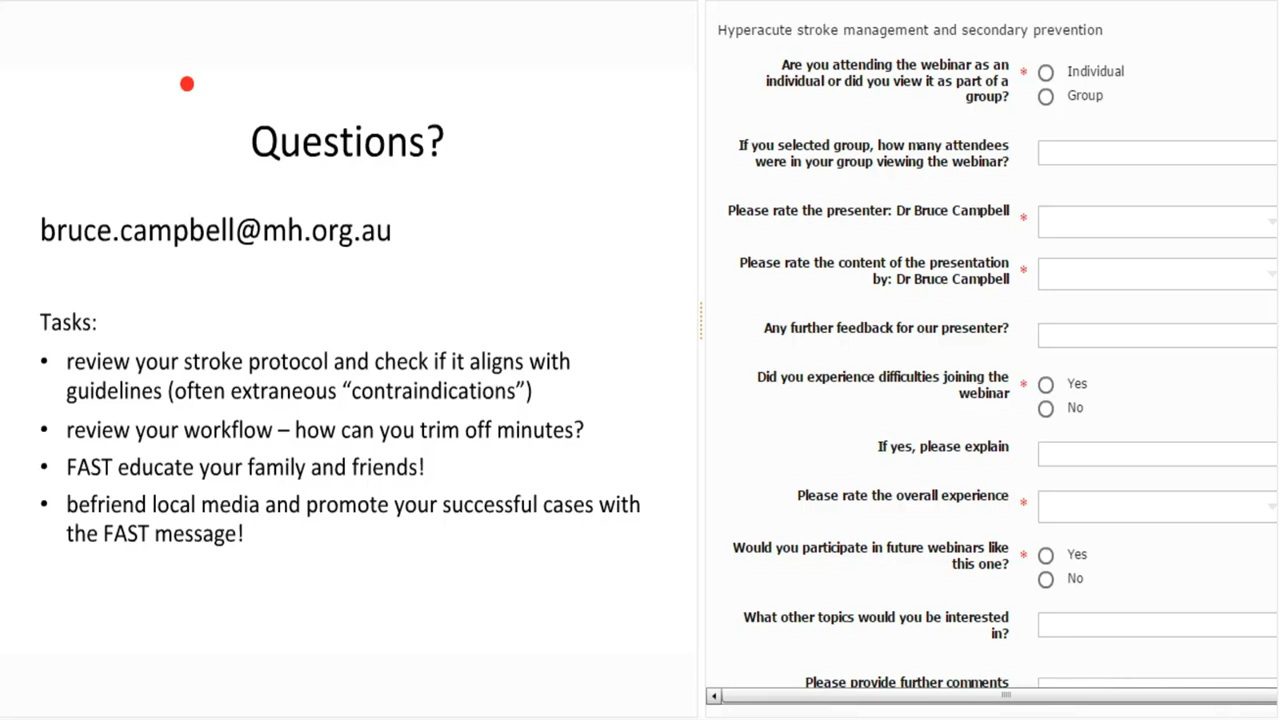 Questions?
bruce.campbell@mh.org.au
Tasks:
• review your stroke protocol and check if it aligns with
guidelines (often extraneous “contraindications”)
• review your workflow – how can you trim off minutes?
• FAST educate your family and friends!
• befriend local media and promote your successful cases with
the FAST message!
Hyperacute stroke management and secondary prevention
Are you attending the webinar as an
individual or did you view it as part of a
group?
* Individual
Group
If you selected group, how many attendees
were in your group viewing the webinar?
Please rate the presenter: Dr Bruce Campbell *
Please rate the content of the presentation
by: Dr Bruce Campbell *
Any further feedback for our presenter?
Did you experience difficulties joining the
webinar
* Yes
No
If yes, please explain
Please rate the overall experience *
Would you participate in future webinars like
this one?
* Yes
No
What other topics would you be interested
in?
Please provide further comments